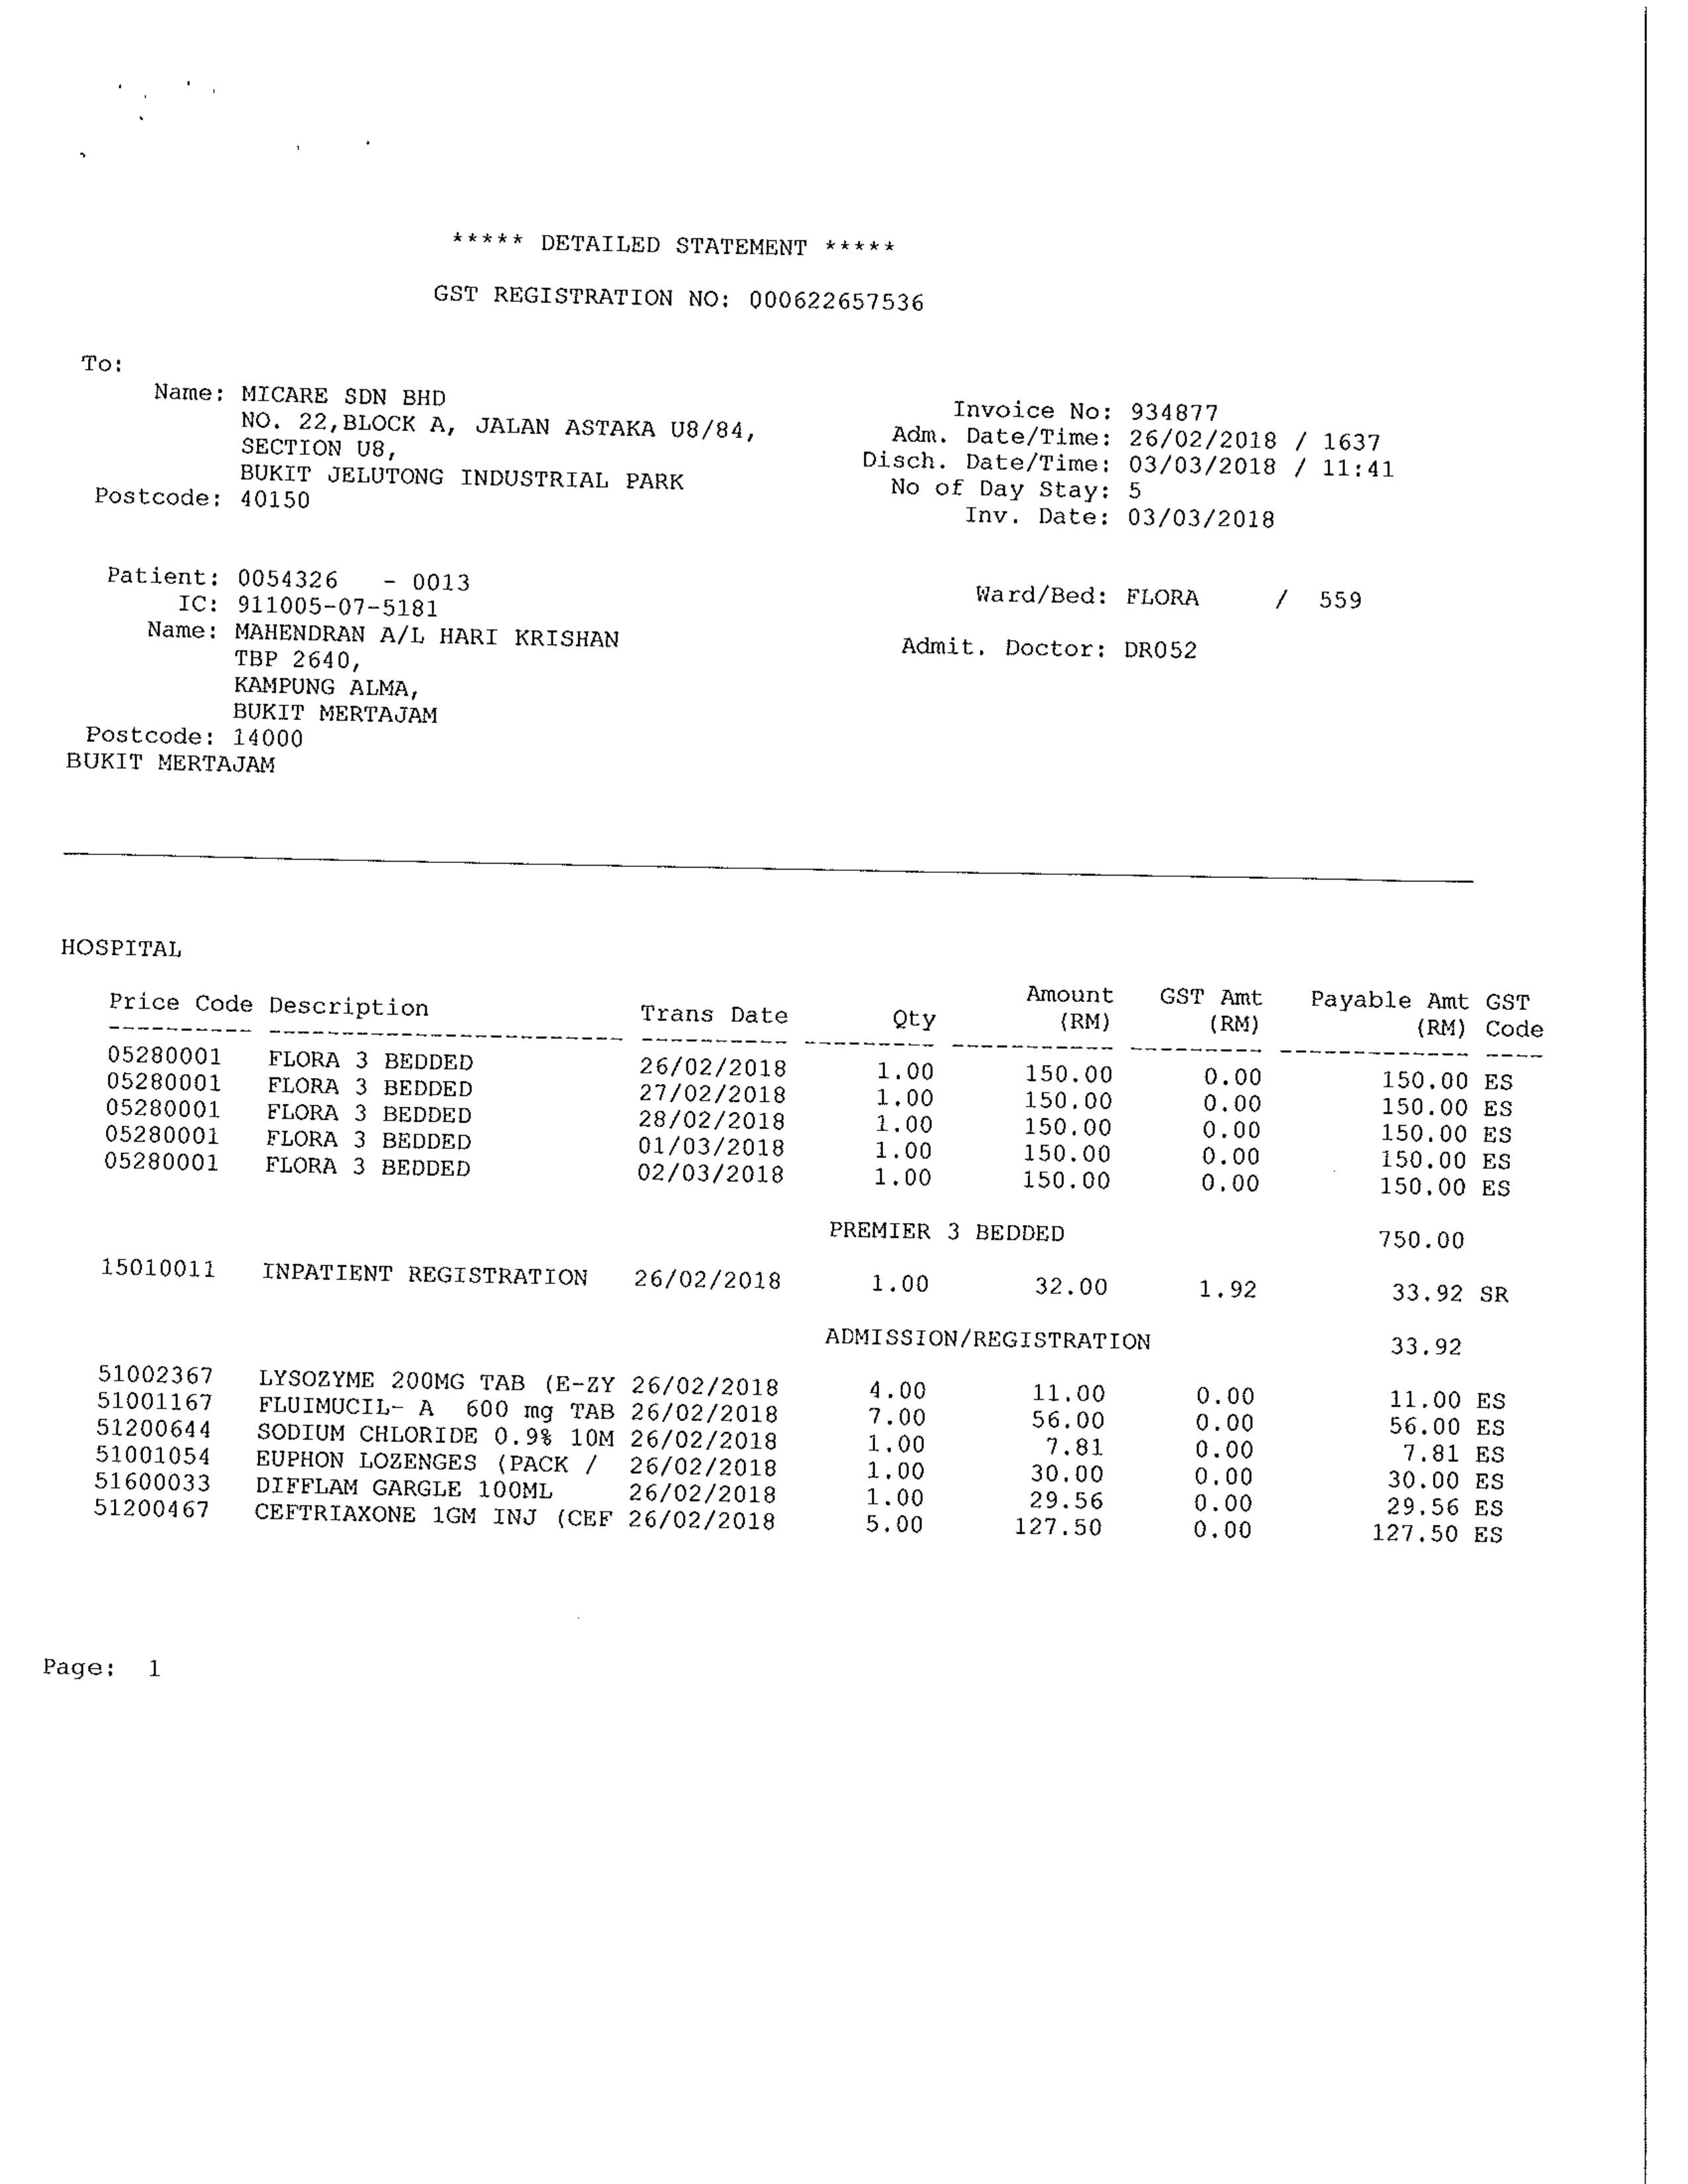 ***** DETAILED STATEMENT *****
GST REGISTRATION NO: 000622657536
To:
Name: MICARE SDN BHD
NO. 22,BLOCK A, JALAN ASTAKA U8/84,
SECTION U8,
BUKIT JELUTONG INDUSTRIAL PARK
Postcode: 40150
Invoice No: 934877
Adm. Date/Time: 26/02/2018 / 1637
Disch. Date/Time: 03/03/2018 / 11:41
No of Day Stay: 5
Inv. Date: 03/03/2018
Patient: 0054326 - 0013
IC: 911005-07-5181
Name: MAHENDRAN A/L HARI KRISHAN
TBP 2640,
KAMPUNG ALMA,
BUKIT MERTAJAM
Postcode: 14000
BUKIT MERTAJAM
Ward/Bed: FLORA / 559
Admit. Doctor: DR052
HOSPITAL
Price Code Description Trans Date Qty Amount (RM) GST Amt (RM) Payable Amt (RM) GST Code
05280001 FLORA 3 BEDDED 26/02/2018 1.00 150.00 0.00 150.00 ES
05280001 FLORA 3 BEDDED 27/02/2018 1.00 150.00 0.00 150.00 ES
05280001 FLORA 3 BEDDED 28/02/2018 1.00 150.00 0.00 150.00 ES
05280001 FLORA 3 BEDDED 01/03/2018 1.00 150.00 0.00 150.00 ES
05280001 FLORA 3 BEDDED 02/03/2018 1.00 150.00 0.00 150.00 ES
PREMIER 3 BEDDED 750.00
15010011 INPATIENT REGISTRATION 26/02/2018 1.00 32.00 1.92 33.92 SR
ADMISSION/REGISTRATION 33.92
51002367 LYSOZYME 200MG TAB (E-ZY 26/02/2018 4.00 11.00 0.00 11.00 ES
51001167 FLUIMUCIL- A 600 mg TAB 26/02/2018 7.00 56.00 0.00 56.00 ES
51200644 SODIUM CHLORIDE 0.9% 10M 26/02/2018 1.00 7.81 0.00 7.81 ES
51001054 EUPHON LOZENGES (PACK / 26/02/2018 1.00 30.00 0.00 30.00 ES
51600033 DIFFLAM GARGLE 100ML 26/02/2018 1.00 29.56 0.00 29.56 ES
51200467 CEFTRIAXONE 1GM INJ (CEF 26/02/2018 5.00 127.50 0.00 127.50 ES
Page: 1